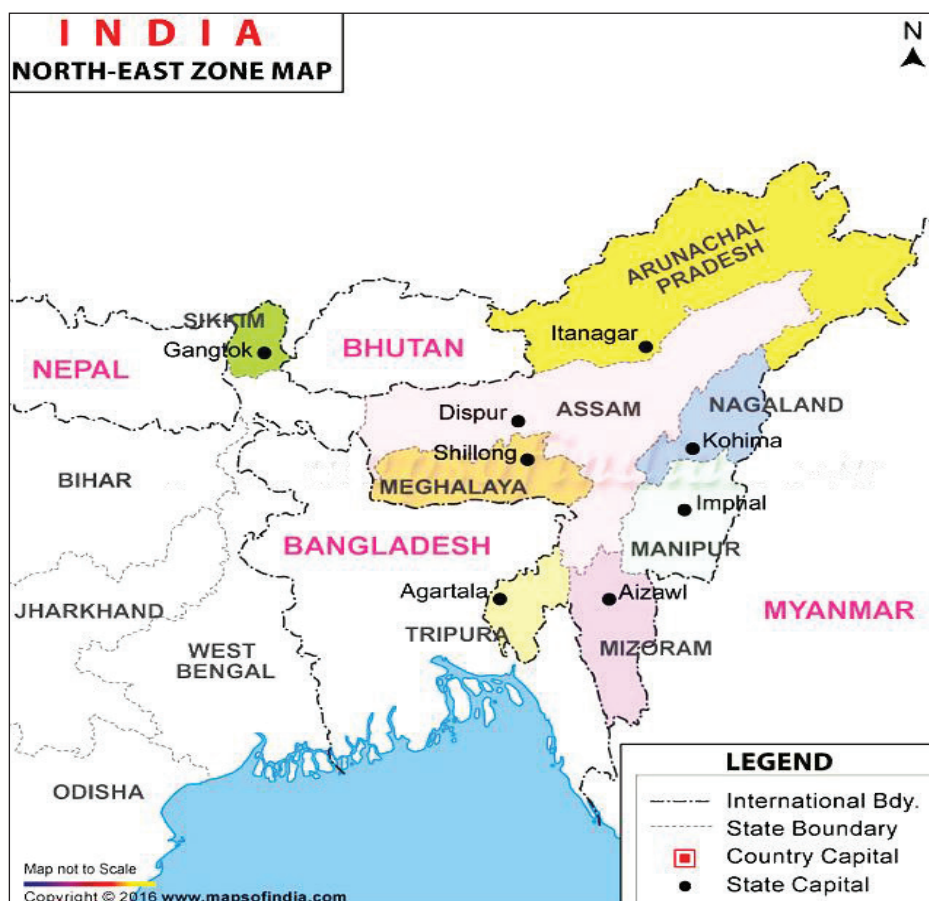 I N D I A
NORTH-EAST ZONE MAP
N
ARUNACHAL
PRADESH
SIKKIM
Gangtok
BHUTAN
Itanagar
NEPAL
Dispur
ASSAM
NAGALAND
Shillong
Kohima
BIHAR
MEGHALAYA
Imphal
BANGLADESH
MANIPUR
Agartala
Aizawl
JHARKHAND
MYANMAR
TRIPURA
WEST
BENGAL
MIZORAM
ODISHA
LEGEND
International Bdy.
State Boundary
Country Capital
State Capital
Map not to Scale
Copyright © 2016 www.mapsofindia.com